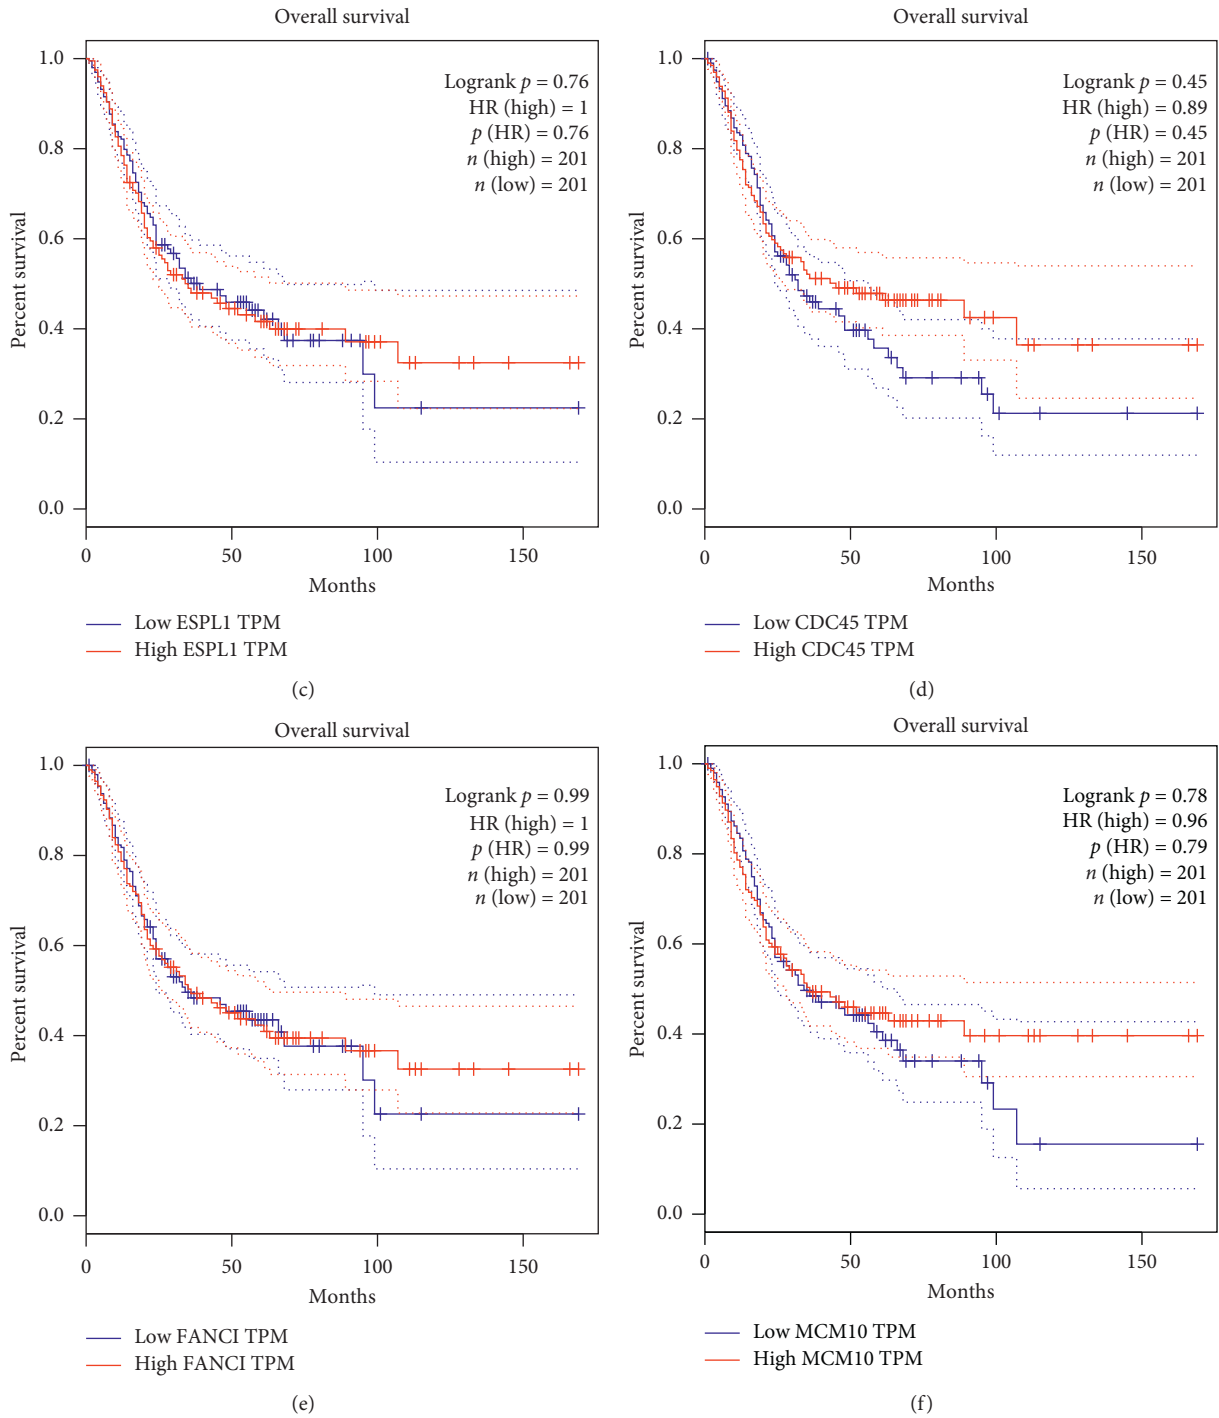 Overall survival
Percent survival
1.0
0.8
0.6
0.4
0.2
0.0
Logrank p = 0.76
HR (high) = 1
p (HR) = 0.76
n (high) = 201
n (low) = 201
0 50 100 150
Months
Low ESPL1 TPM
High ESPL1 TPM
(c)
Overall survival
Percent survival
1.0
0.8
0.6
0.4
0.2
0.0
Logrank p = 0.45
HR (high) = 0.89
p (HR) = 0.45
n (high) = 201
n (low) = 201
0 50 100 150
Months
Low CDC45 TPM
High CDC45 TPM
(d)
Overall survival
Percent survival
1.0
0.8
0.6
0.4
0.2
0.0
Logrank p = 0.99
HR (high) = 1
p (HR) = 0.99
n (high) = 201
n (low) = 201
0 50 100 150
Months
Low FANCI TPM
High FANCI TPM
(e)
Overall survival
Percent survival
1.0
0.8
0.6
0.4
0.2
0.0
Logrank p = 0.78
HR (high) = 0.96
p (HR) = 0.79
n (high) = 201
n (low) = 201
0 50 100 150
Months
Low MCM10 TPM
High MCM10 TPM
(f)